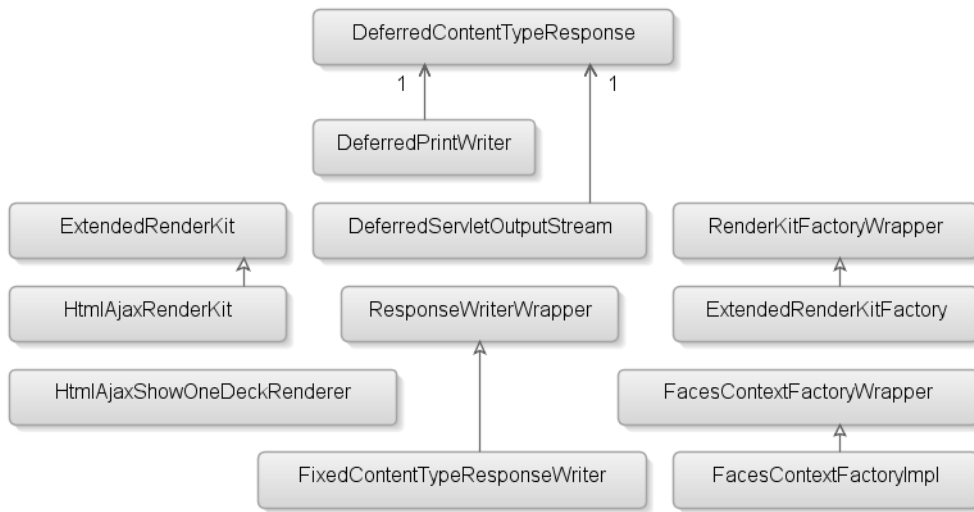 DeferredContentTypeResponse
1
1
DeferredPrintWriter
ExtendedRenderKit
DeferredServletOutputStream
RenderKitFactoryWrapper
HtmlAjaxRenderKit
ResponseWriterWrapper
ExtendedRenderKitFactory
HtmlAjaxShowOneDeckRenderer
FacesContextFactoryWrapper
FixedContentTypeResponseWriter
FacesContextFactoryImpl